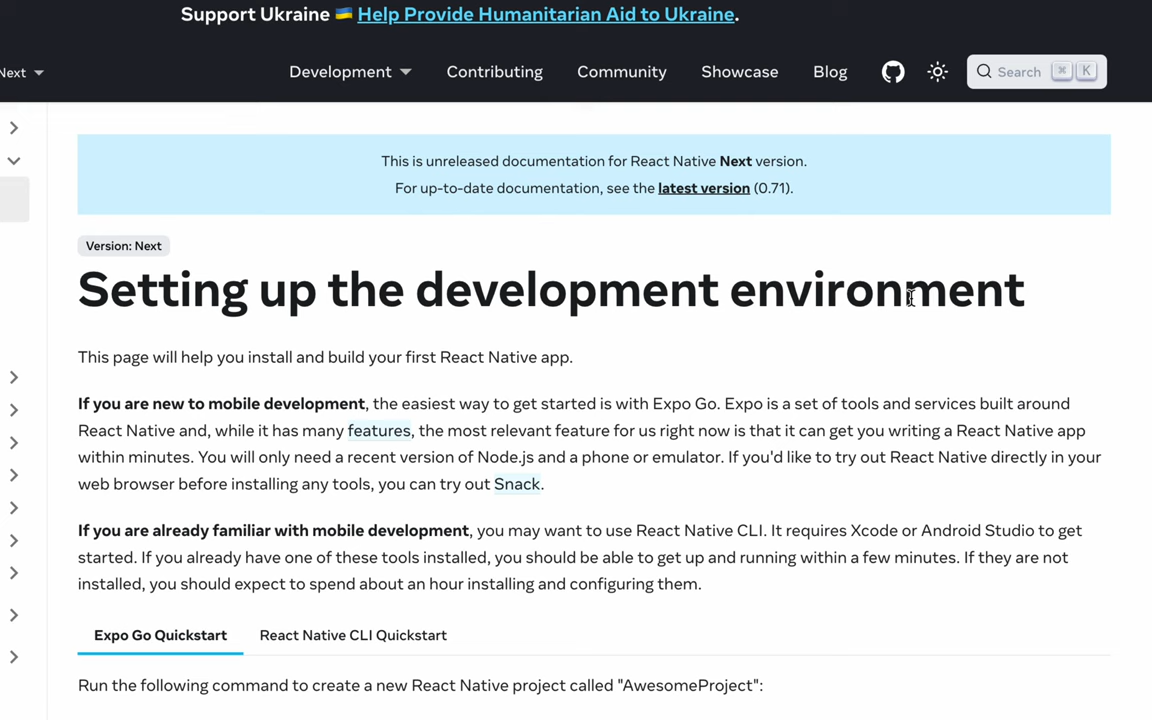 Support Ukraine 🇺🇦 Help Provide Humanitarian Aid to Ukraine.
Next
Development
Contributing
Community
Showcase
Blog
Search ⌘ K
This is unreleased documentation for React Native Next version.
For up-to-date documentation, see the latest version (0.71).
Version: Next
Setting up the development environment
This page will help you install and build your first React Native app.
If you are new to mobile development, the easiest way to get started is with Expo Go. Expo is a set of tools and services built around
React Native and, while it has many features, the most relevant feature for us right now is that it can get you writing a React Native app
within minutes. You will only need a recent version of Node.js and a phone or emulator. If you'd like to try out React Native directly in your
web browser before installing any tools, you can try out Snack.
If you are already familiar with mobile development, you may want to use React Native CLI. It requires Xcode or Android Studio to get
started. If you already have one of these tools installed, you should be able to get up and running within a few minutes. If they are not
installed, you should expect to spend about an hour installing and configuring them.
Expo Go Quickstart
React Native CLI Quickstart
Run the following command to create a new React Native project called "AwesomeProject":